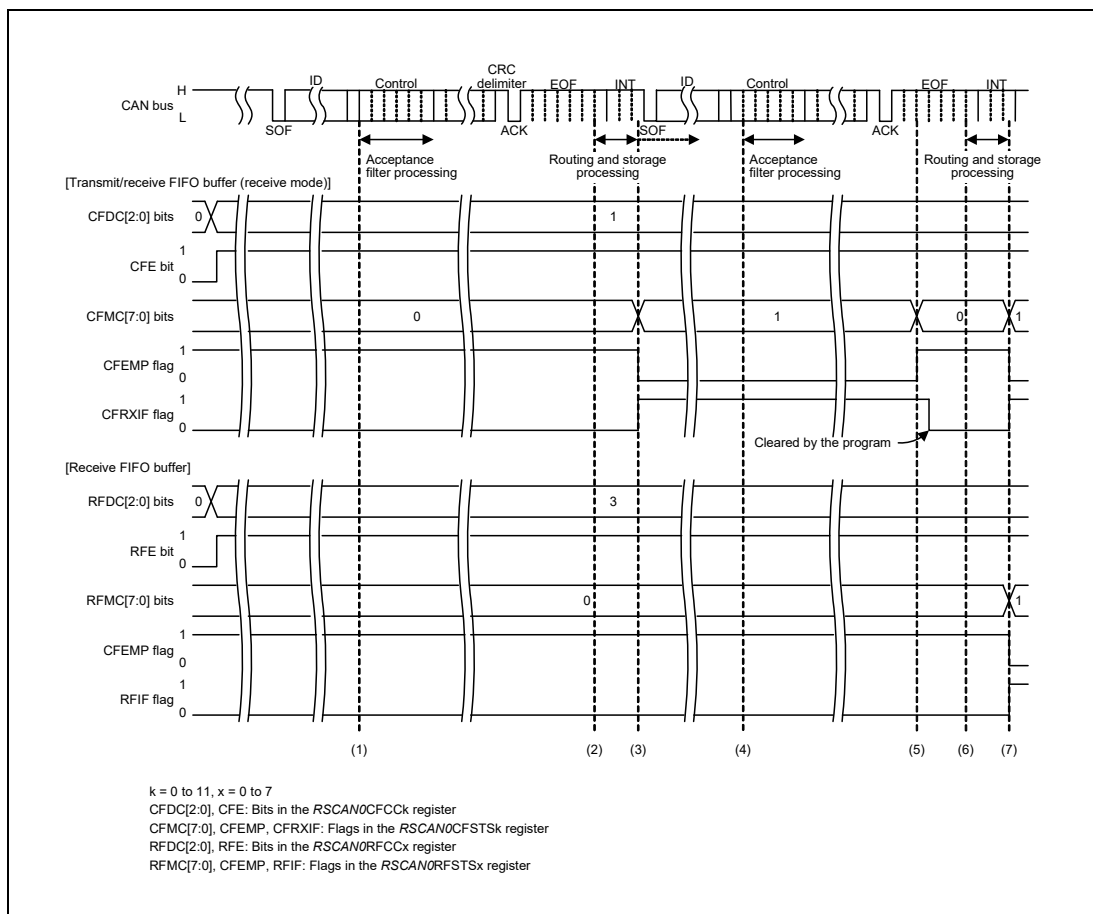 CRC
ID Control delimiter EOF INT ID Control EOF INT
H
CAN bus
L
SOF ACK SOF ACK
Acceptance
filter processing
Routing and storage
processing
Acceptance
filter processing
Routing and storage
processing
[Transmit/receive FIFO buffer (receive mode)]
CFDC[2:0] bits 0 1
1
CFE bit
0
CFMC[7:0] bits 0 1 0 1
1
CFEMP flag
0
1
CFRXIF flag
0
Cleared by the program
[Receive FIFO buffer]
RFDC[2:0] bits 0 3
1
RFE bit
0
RFMC[7:0] bits 0 1
1
CFEMP flag
0
1
RFIF flag
0
(1) (2) (3) (4) (5) (6) (7)
k = 0 to 11, x = 0 to 7
CFDC[2:0], CFE: Bits in the RSCAN0CFCCk register
CFMC[7:0], CFEMP, CFRXIF: Flags in the RSCAN0CFSTSk register
RFDC[2:0], RFE: Bits in the RSCAN0RFCCx register
RFMC[7:0], CFEMP, RFIF: Flags in the RSCAN0RFSTSx register